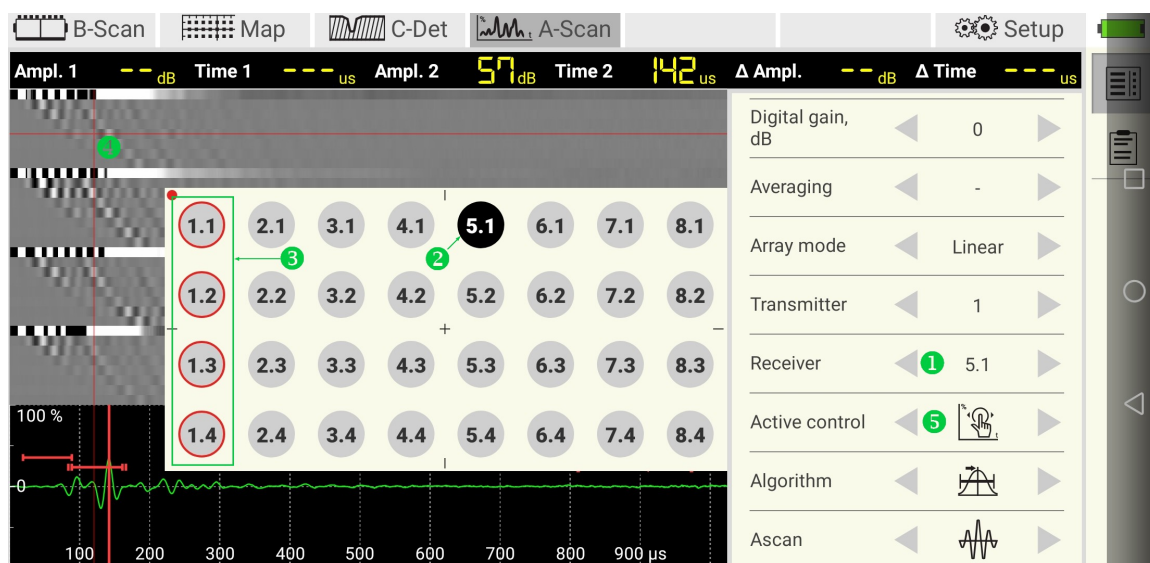 B-Scan Map C-Det A-Scan Setup
Ampl. 1 -- dB Time 1 --- us Ampl. 2 57 dB Time 2 142 us Δ Ampl. -- dB Δ Time --- us
4
1.1 2.1 3.1 4.1 5.1 6.1 7.1 8.1
3 2
1.2 2.2 3.2 4.2 5.2 6.2 7.2 8.2
1.3 2.3 3.3 4.3 5.3 6.3 7.3 8.3
1.4 2.4 3.4 4.4 5.4 6.4 7.4 8.4
100 %
0
100 200 300 400 500 600 700 800 900 µs
Digital gain,
dB 0
Averaging -
Array mode Linear
Transmitter 1
Receiver 1 5.1
Active control 5
Algorithm
Ascan